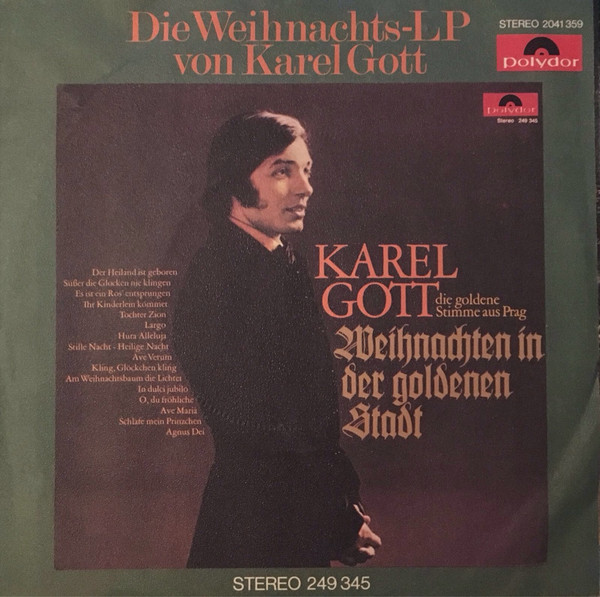 Die Weihnachts-LP
von Karel Gott
STEREO 2041 359
Polydor
Polydor
Stereo 249 345
KAREL
GOTT die goldene
Stimme aus Prag
Weihnachten in
der goldenen
Stadt
Der Heiland ist geboren
Süßer die Glocken nie klingen
Es ist ein Ros' entsprungen
Ihr Kinderlein kommet
Tochter Zion
Largo
Hura Alleluja
Stille Nacht - Heilige Nacht
Ave Verum
Kling, Glöckchen kling
Am Weihnachtsbaum die Lichter
In dulci jubilo
O, du fröhliche
Ave Maria
Schlafe mein Prinzchen
Agnus Dei
STEREO 249 345